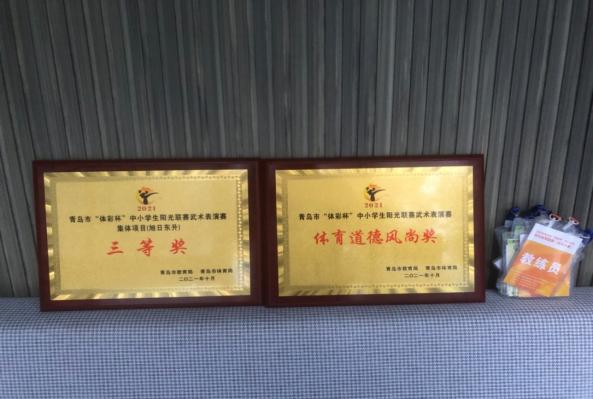 2021
青岛市“体彩杯”中小学生阳光联赛武术表演赛
集体项目(旭日东升)
三等奖
青岛市教育局 青岛市体育局
二〇二一年十月
2021
青岛市“体彩杯”中小学生阳光联赛武术表演赛
体育道德风尚奖
青岛市教育局 青岛市体育局
二〇二一年十月
教练员